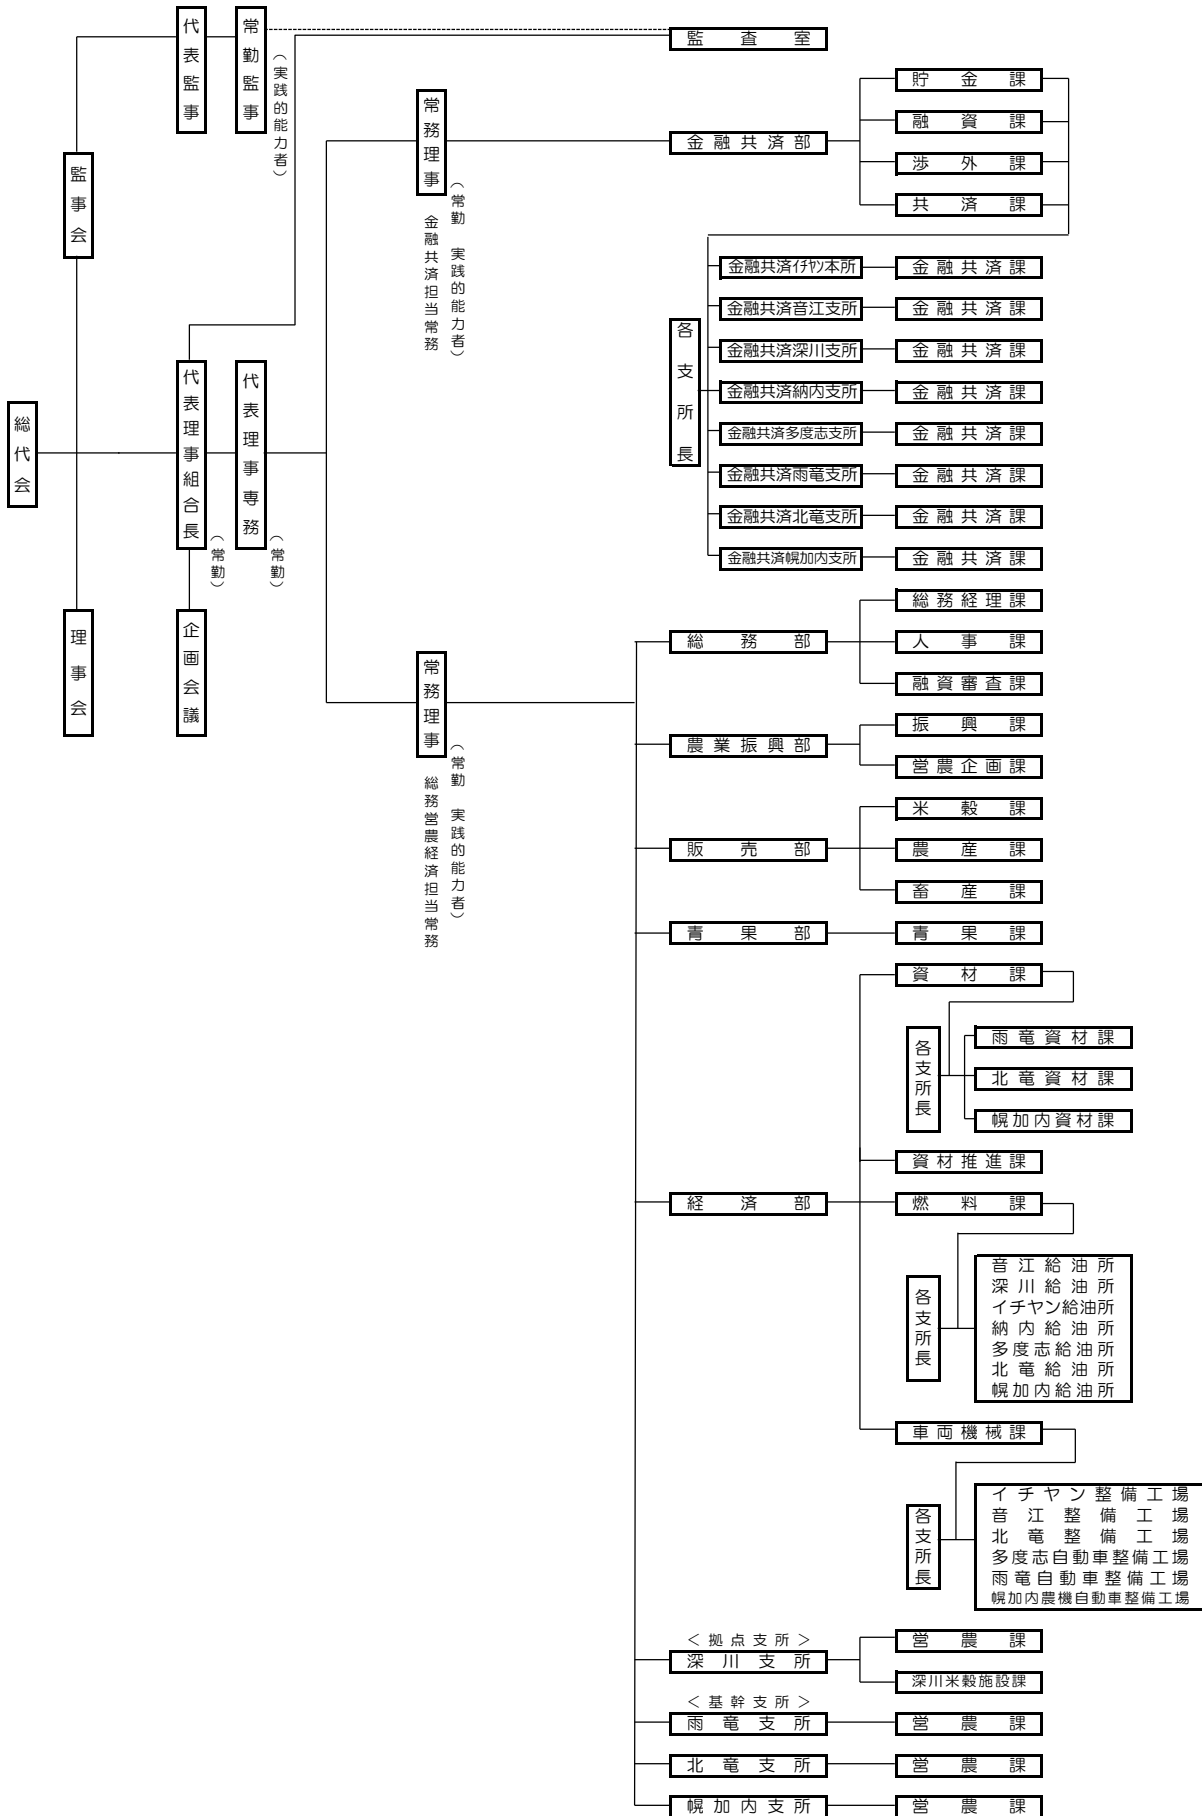 総代会
監事会
理事会
代表監事
常勤監事
（実践的能力者）
代表理事組合長
（常勤）
代表理事専務
（常勤）
企画会議
監査室
常務理事
（常勤　実践的能力者）
金融共済担当常務
金融共済部
貯金課
融資課
渉外課
共済課
各支所長
金融共済ｲﾁﾔﾝ本所
金融共済課
金融共済音江支所
金融共済課
金融共済深川支所
金融共済課
金融共済納内支所
金融共済課
金融共済多度志支所
金融共済課
金融共済雨竜支所
金融共済課
金融共済北竜支所
金融共済課
金融共済幌加内支所
金融共済課
常務理事
（常勤　実践的能力者）
総務営農経済担当常務
総務部
総務経理課
人事課
融資審査課
農業振興部
振興課
営農企画課
販売部
米穀課
農産課
畜産課
青果部
青果課
経済部
資材課
各支所長
雨竜資材課
北竜資材課
幌加内資材課
資材推進課
燃料課
各支所長
音江給油所
深川給油所
イチヤン給油所
納内給油所
多度志給油所
北竜給油所
幌加内給油所
車両機械課
各支所長
イチヤン整備工場
音江整備工場
北竜整備工場
多度志自動車整備工場
雨竜自動車整備工場
幌加内農機自動車整備工場
＜拠点支所＞
深川支所
営農課
深川米穀施設課
＜基幹支所＞
雨竜支所
営農課
北竜支所
営農課
幌加内支所
営農課